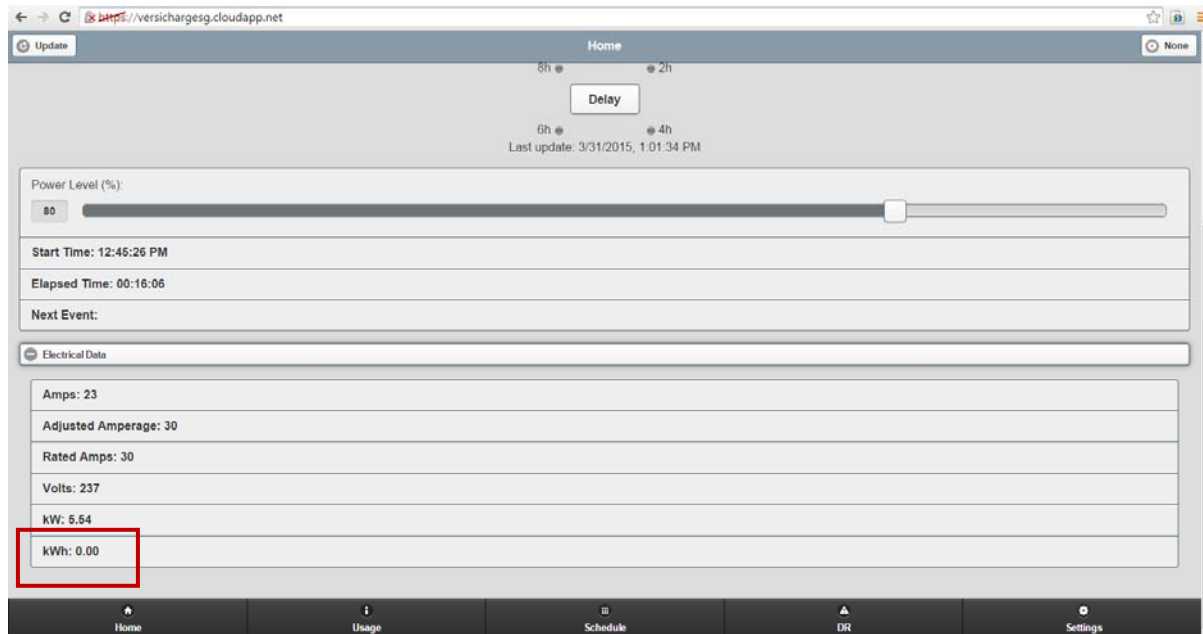 https://versichargesg.cloudapp.net
Update Home None
8h 2h
Delay
6h 4h
Last update: 3/31/2015, 1:01:34 PM
Power Level (%):
80
Start Time: 12:45:26 PM
Elapsed Time: 00:16:06
Next Event:
Electrical Data
Amps: 23
Adjusted Amperage: 30
Rated Amps: 30
Volts: 237
kW: 5.54
kWh: 0.00
Home Usage Schedule DR Settings